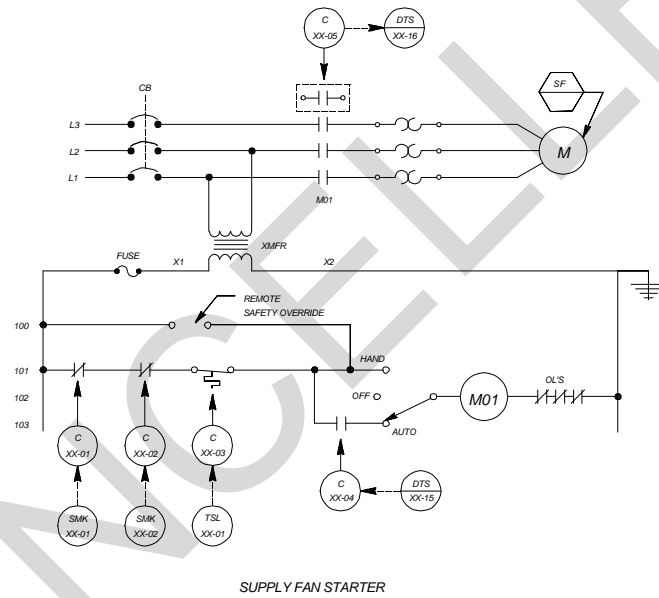 C
XX-05
DTS
XX-16
CB
SF
L3
L2
M
L1
M01
XMFR
FUSE
X1
X2
REMOTE
SAFETY OVERRIDE
100
HAND
101
OL'S
102
OFF
M01
103
AUTO
C
XX-01
C
XX-02
C
XX-03
C
XX-04
DTS
XX-15
SMK
XX-01
SMK
XX-02
TSL
XX-01
SUPPLY FAN STARTER